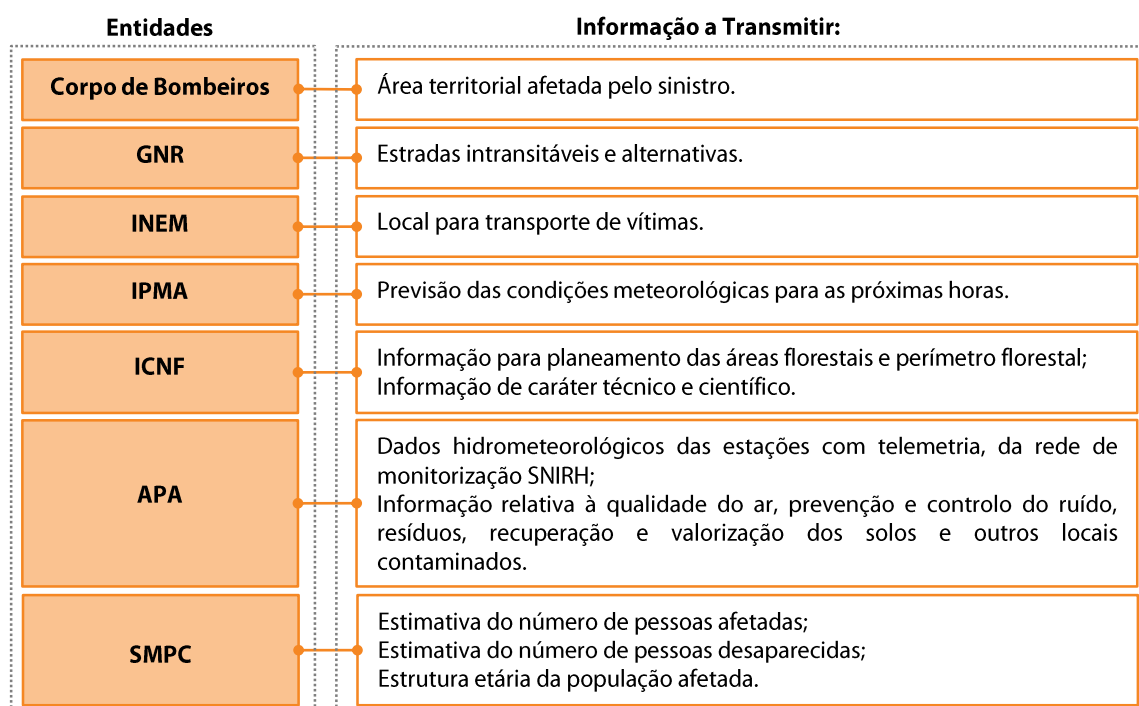 Entidades
Informação a Transmitir:
Corpo de Bombeiros
Área territorial afetada pelo sinistro.
GNR
Estradas intransitáveis e alternativas.
INEM
Local para transporte de vítimas.
IPMA
Previsão das condições meteorológicas para as próximas horas.
ICNF
Informação para planeamento das áreas florestais e perímetro florestal;
Informação de caráter técnico e científico.
APA
Dados hidrometeorológicos das estações com telemetria, da rede de
monitorização SNIRH;
Informação relativa à qualidade do ar, prevenção e controlo do ruído,
resíduos, recuperação e valorização dos solos e outros locais
contaminados.
SMPC
Estimativa do número de pessoas afetadas;
Estimativa do número de pessoas desaparecidas;
Estrutura etária da população afetada.